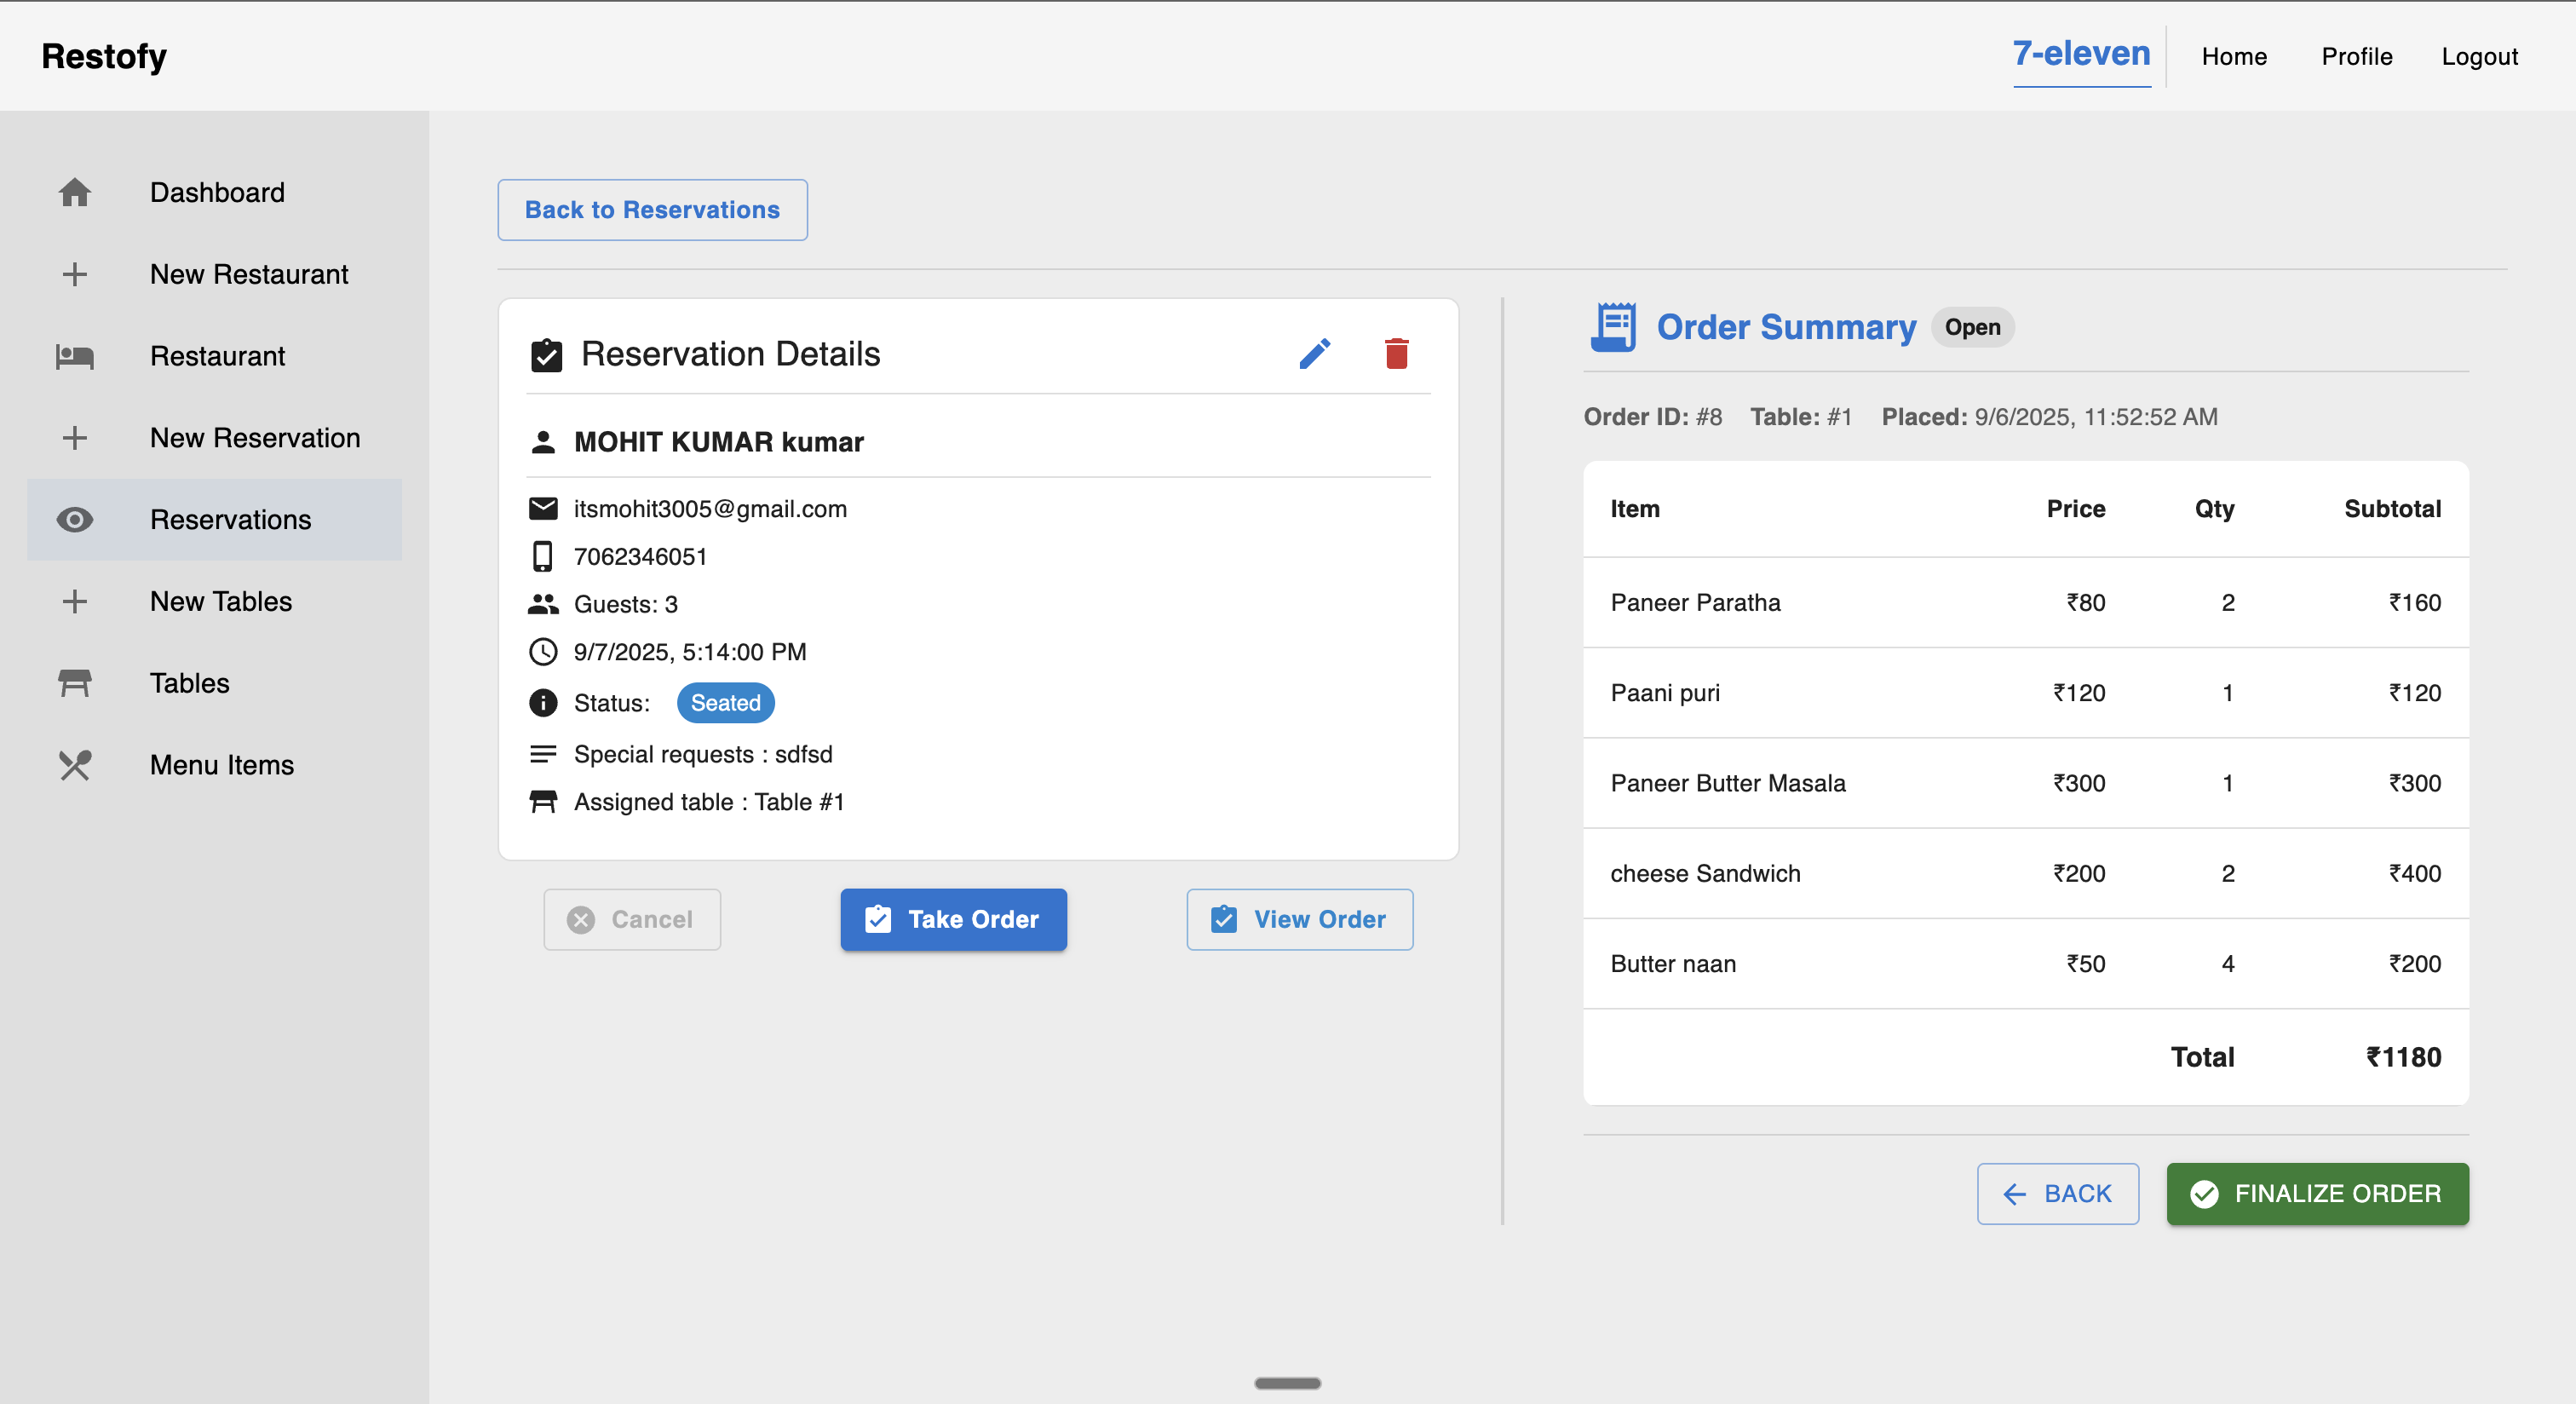 Restofy
7-eleven
Home
Profile
Logout
Dashboard
New Restaurant
Restaurant
New Reservation
Reservations
New Tables
Tables
Menu Items
Back to Reservations
Reservation Details
MOHIT KUMAR kumar
itsmohit3005@gmail.com
7062346051
Guests: 3
9/7/2025, 5:14:00 PM
Status: Seated
Special requests : sdfsd
Assigned table : Table #1
Cancel
Take Order
View Order
Order Summary Open
Order ID: #8 Table: #1 Placed: 9/6/2025, 11:52:52 AM
Item Price Qty Subtotal
Paneer Paratha ₹80 2 ₹160
Paani puri ₹120 1 ₹120
Paneer Butter Masala ₹300 1 ₹300
cheese Sandwich ₹200 2 ₹400
Butter naan ₹50 4 ₹200
Total ₹1180
BACK
FINALIZE ORDER